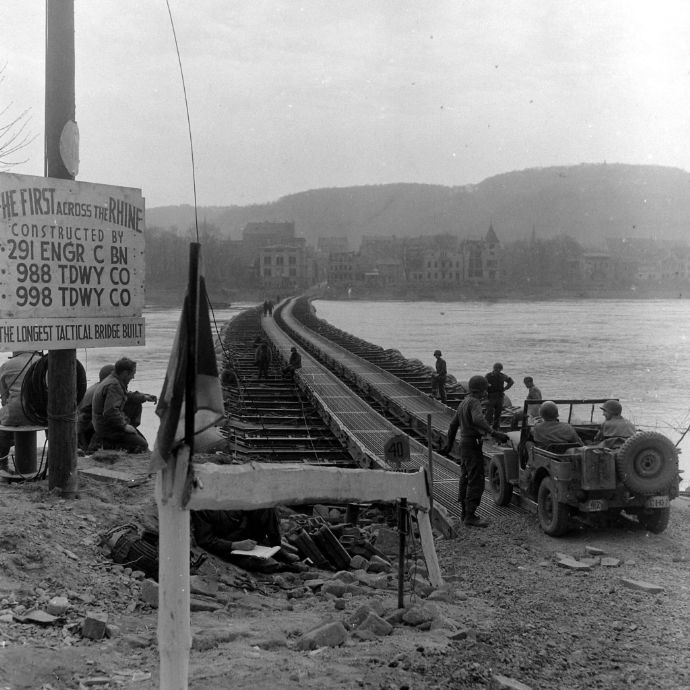 HE FIRST ACROSS THE RHINE
CONSTRUCTED BY
291 ENGR C BN
988 TDWY CO
998 TDWY CO
THE LONGEST TACTICAL BRIDGE BUILT
40